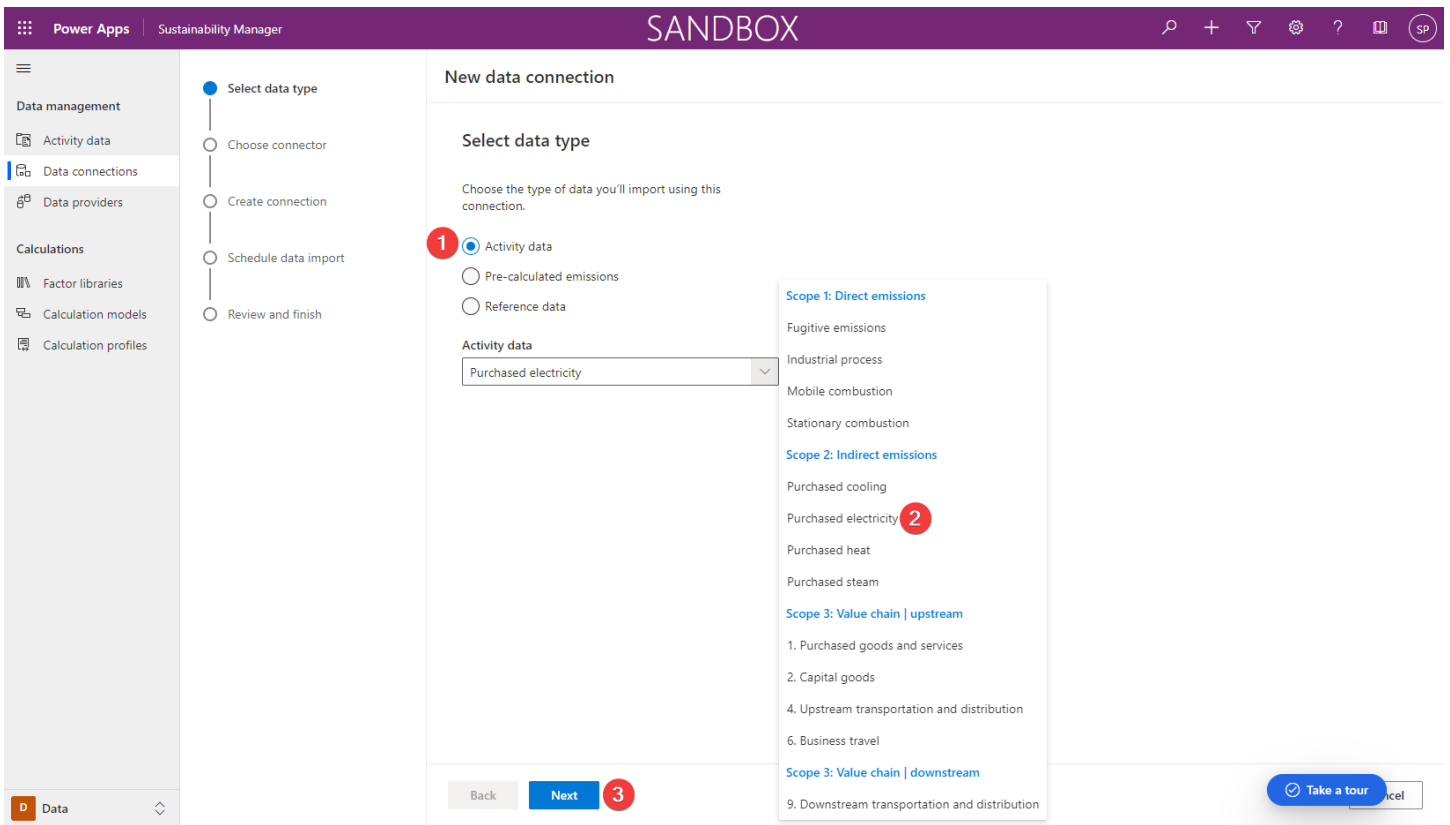 Power Apps
Sustainability Manager
SANDBOX
?
SP
Data management
Activity data
Data connections
Data providers
Calculations
Factor libraries
Calculation models
Calculation profiles
D Data
Select data type
Choose connector
Create connection
Schedule data import
Review and finish
New data connection
Select data type
Choose the type of data you'll import using this
connection.
1
Activity data
Pre-calculated emissions
Reference data
Activity data
Purchased electricity
Scope 1: Direct emissions
Fugitive emissions
Industrial process
Mobile combustion
Stationary combustion
Scope 2: Indirect emissions
Purchased cooling
Purchased electricity 2
Purchased heat
Purchased steam
Scope 3: Value chain | upstream
1. Purchased goods and services
2. Capital goods
4. Upstream transportation and distribution
6. Business travel
Scope 3: Value chain | downstream
9. Downstream transportation and distribution
Back
Next
3
Take a tour